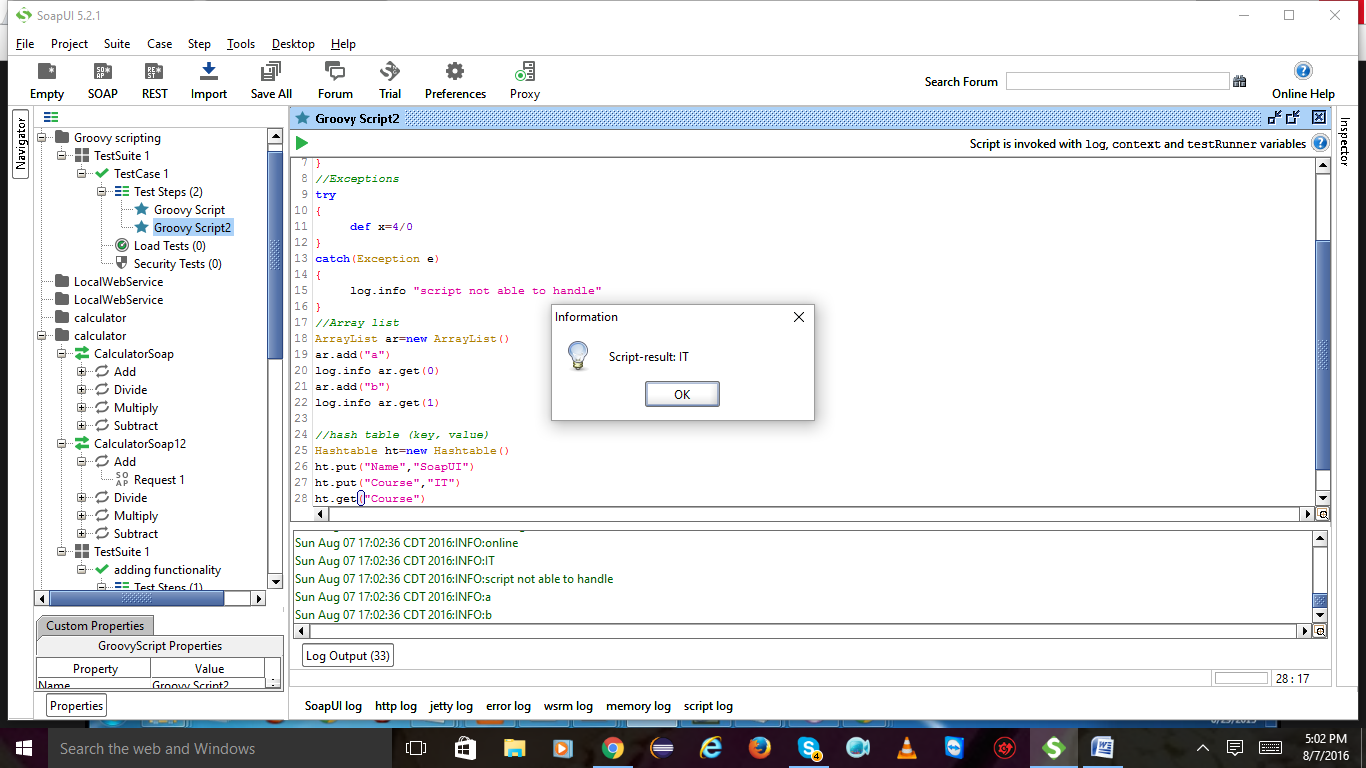 SoapUI 5.2.1
File Project Suite Case Step Tools Desktop Help
Empty SOAP REST Import Save All Forum Trial Preferences Proxy
Search Forum
Online Help
Navigator
Groovy scripting
TestSuite 1
TestCase 1
Test Steps (2)
Groovy Script
Groovy Script2
Load Tests (0)
Security Tests (0)
LocalWebService
LocalWebService
calculator
calculator
CalculatorSoap
Add
Divide
Multiply
Subtract
CalculatorSoap12
Add
Request 1
Divide
Multiply
Subtract
TestSuite 1
adding functionality
Test Steps (1)
Custom Properties
GroovyScript Properties
Property Value
Name Groovy Script2
Properties
Groovy Script2
Script is invoked with log, context and testRunner variables
Inspector
7 }
8 //Exceptions
9 try
10 {
11 def x=4/0
12 }
13 catch(Exception e)
14 {
15 log.info "script not able to handle"
16 }
17 //Array list
18 ArrayList ar=new ArrayList()
19 ar.add("a")
20 log.info ar.get(0)
21 ar.add("b")
22 log.info ar.get(1)
23
24 //hash table (key, value)
25 Hashtable ht=new Hashtable()
26 ht.put("Name","SoapUI")
27 ht.put("Course","IT")
28 ht.get("Course")
Information
Script-result: IT
OK
Sun Aug 07 17:02:36 CDT 2016:INFO:online
Sun Aug 07 17:02:36 CDT 2016:INFO:IT
Sun Aug 07 17:02:36 CDT 2016:INFO:script not able to handle
Sun Aug 07 17:02:36 CDT 2016:INFO:a
Sun Aug 07 17:02:36 CDT 2016:INFO:b
Log Output (33)
28 : 17
SoapUI log http log jetty log error log wsrm log memory log script log
Search the web and Windows
4
5:02 PM
8/7/2016